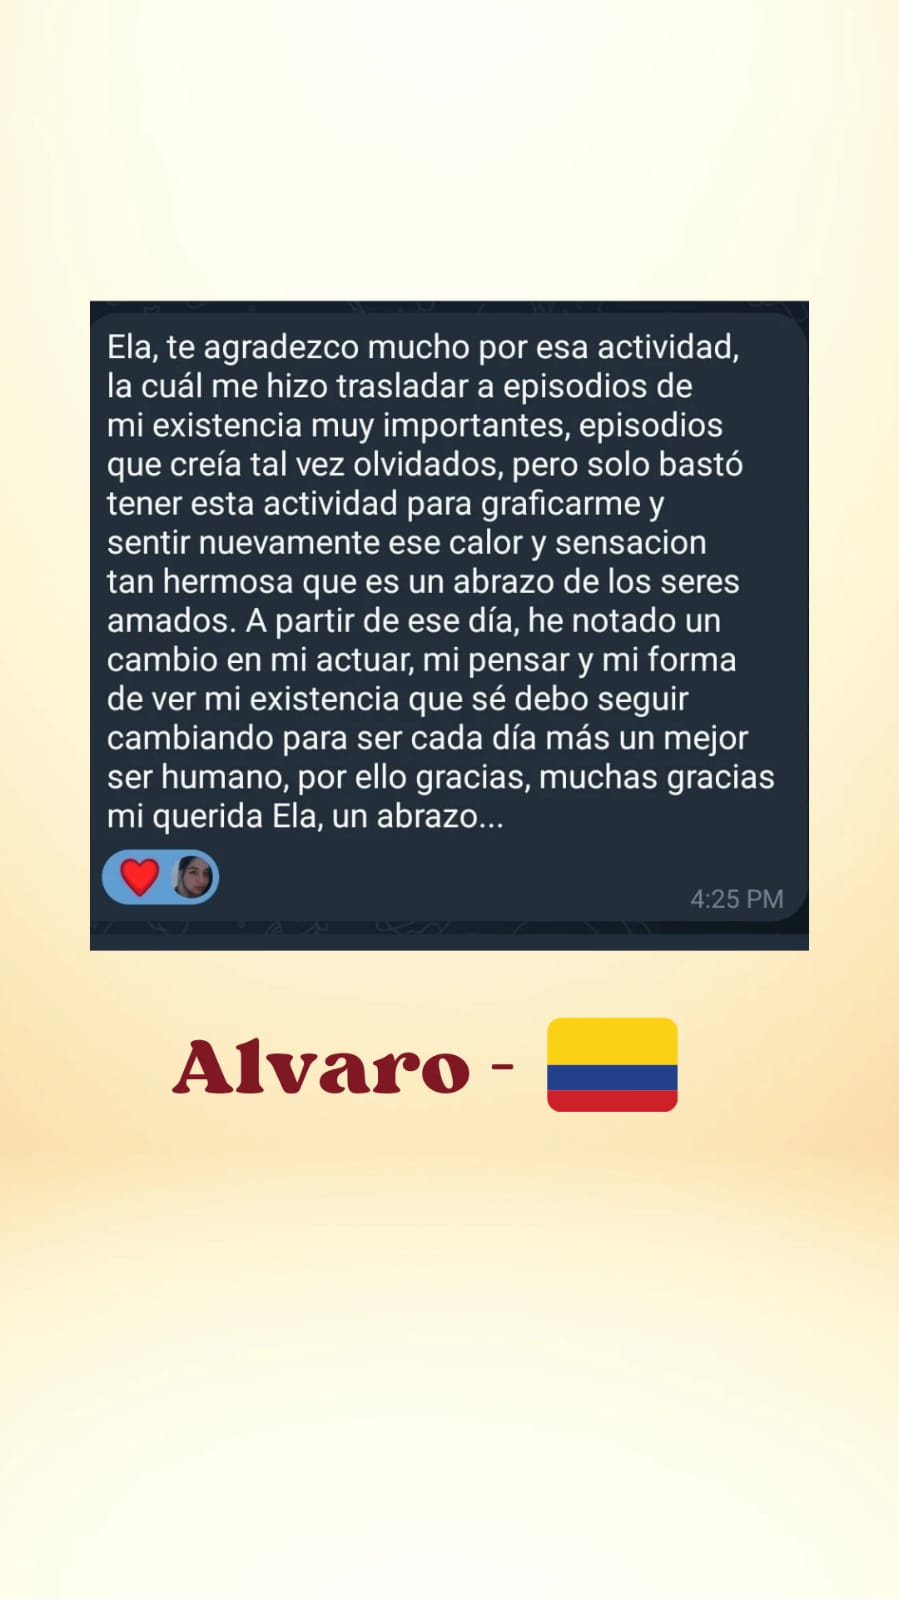 Ela, te agradezco mucho por esa actividad,
la cuál me hizo trasladar a episodios de
mi existencia muy importantes, episodios
que creía tal vez olvidados, pero solo bastó
tener esta actividad para graficarme y
sentir nuevamente ese calor y sensacion
tan hermosa que es un abrazo de los seres
amados. A partir de ese día, he notado un
cambio en mi actuar, mi pensar y mi forma
de ver mi existencia que sé debo seguir
cambiando para ser cada día más un mejor
ser humano, por ello gracias, muchas gracias
mi querida Ela, un abrazo...
4:25 PM
Alvaro -